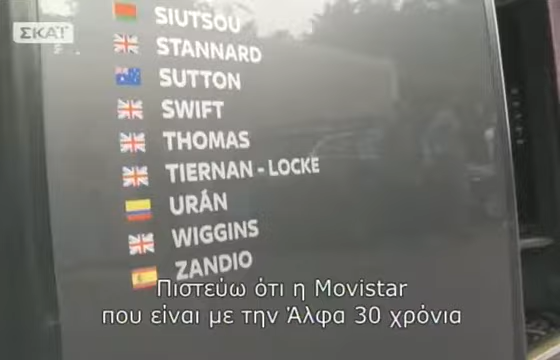 ΣΚΑΪ
SIUTSOU
STANNARD
SUTTON
SWIFT
THOMAS
TIERNAN-LOCKE
URÁN
WIGGINS
ZANDIO
Πιστεύω ότι η Movistar
που είναι με την Άλφα 30 χρόνια